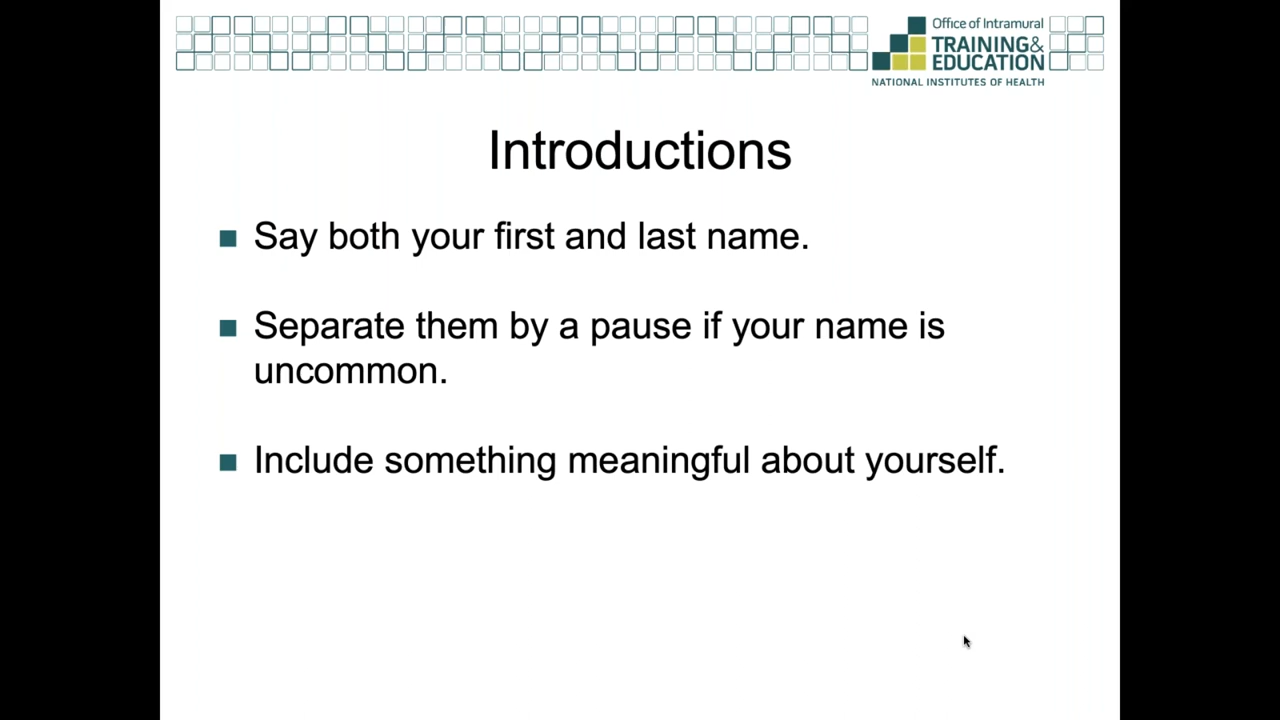 Office of Intramural
TRAINING&
EDUCATION
NATIONAL INSTITUTES OF HEALTH
Introductions
Say both your first and last name.
Separate them by a pause if your name is
uncommon.
Include something meaningful about yourself.